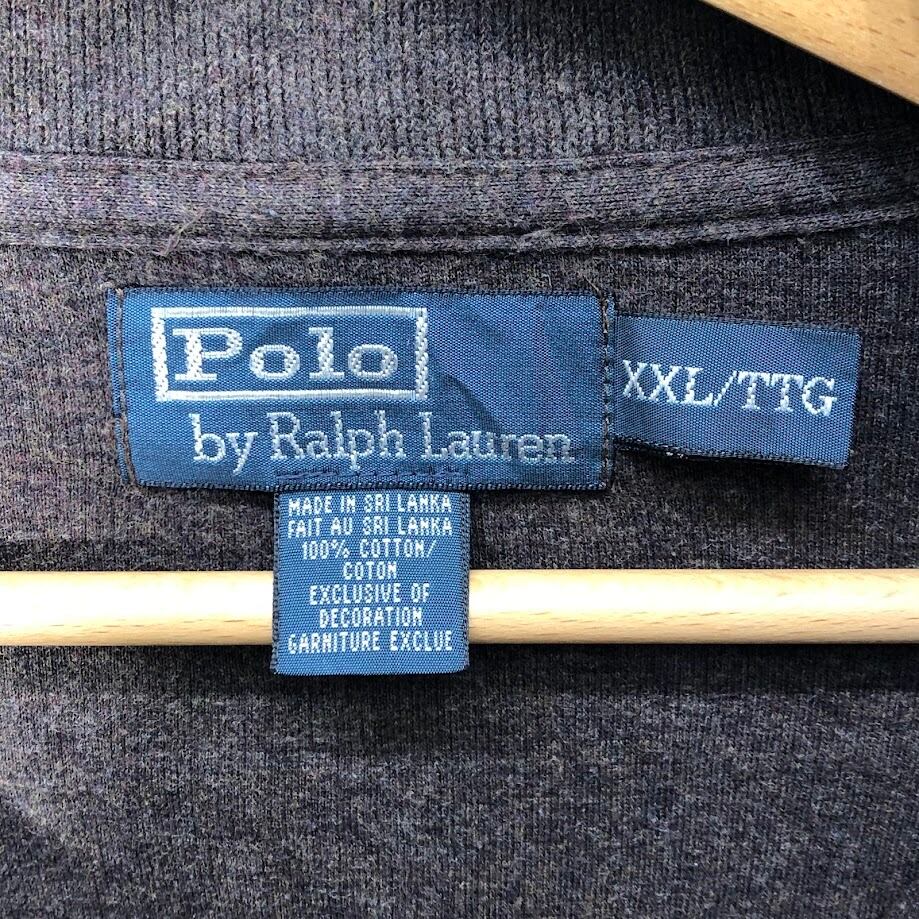 Polo
by Ralph Lauren
XXL/TTG
MADE IN SRI LANKA
FAIT AU SRI LANKA
100% COTTON/
COTON
EXCLUSIVE OF
DECORATION
GARNITURE EXCLUE